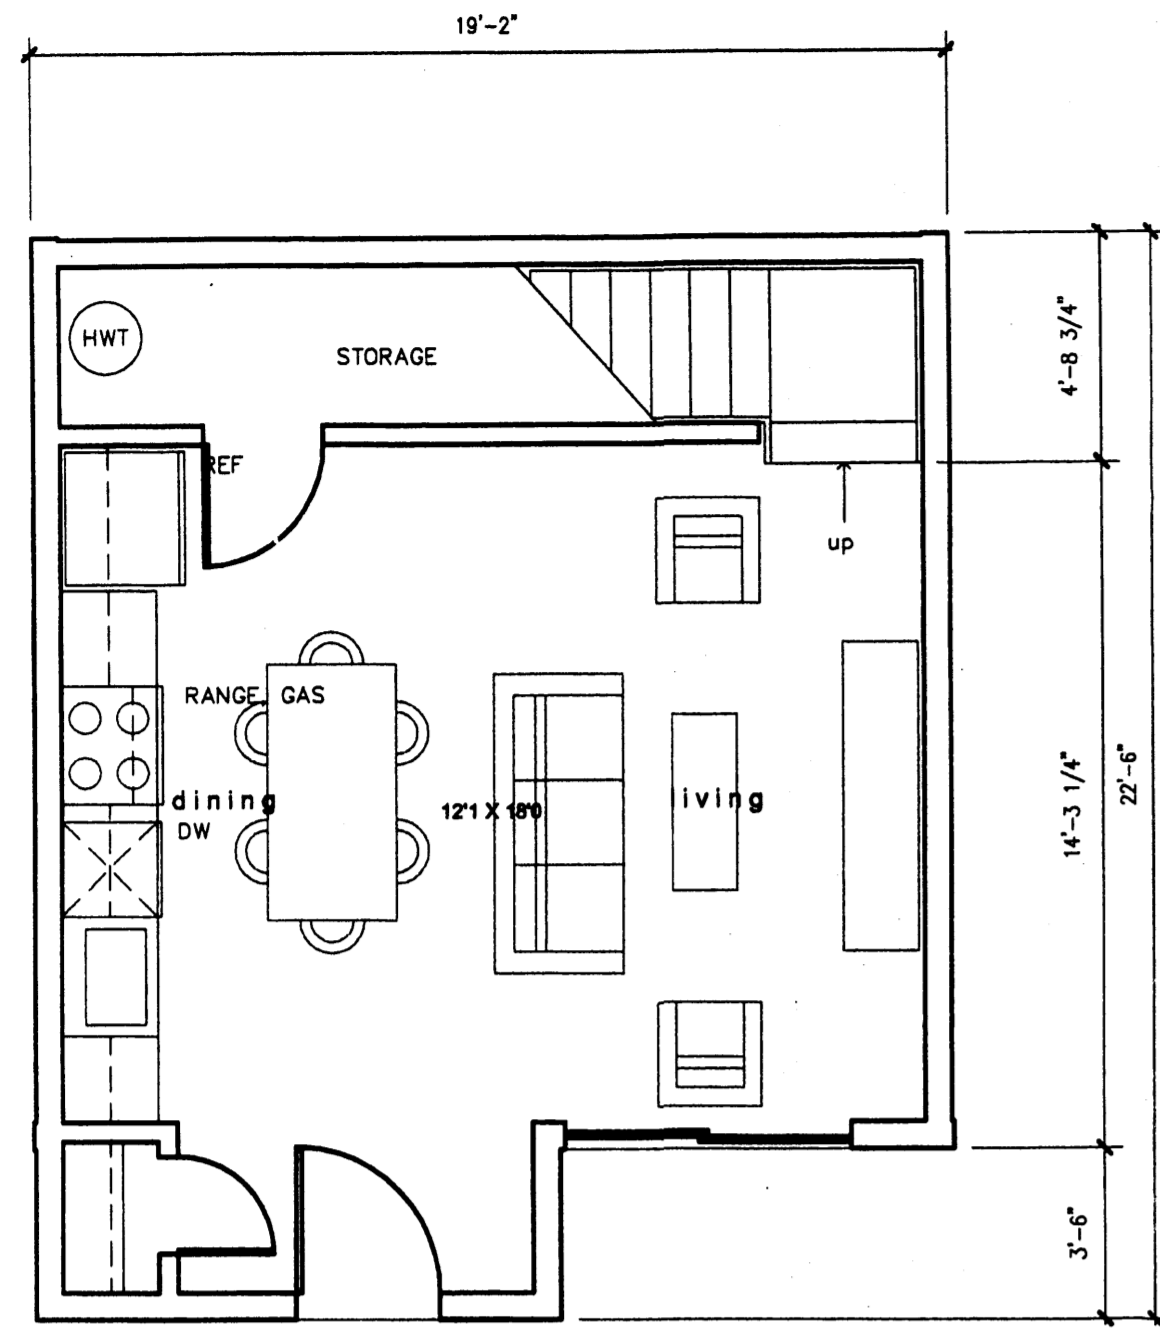 19'-2"
HWT
STORAGE
4'-8 3/4"
REF
up
RANGE, GAS
dining
12'1 X 18'0
living
DW
14'-3 1/4"
22'-6"
3'-6"